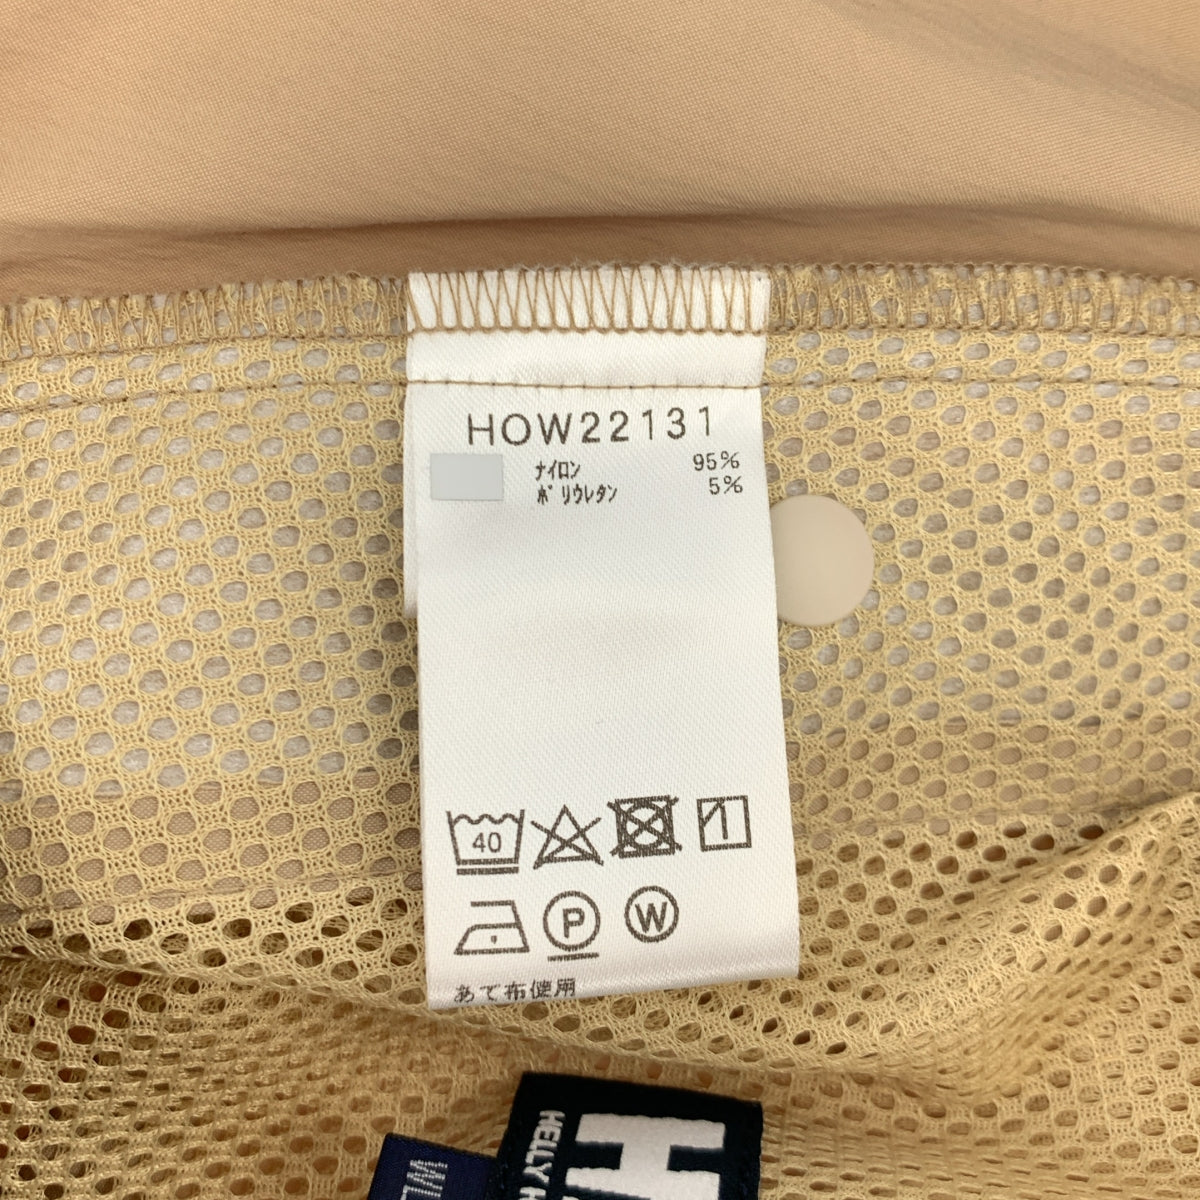 HOW22131
ﾅｲﾛﾝ 95%
ﾎﾟﾘｳﾚﾀﾝ 5%
40
P W
あて布使用
HELLY
H